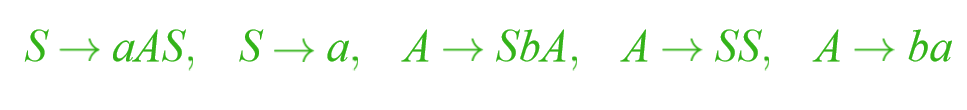 S → aAS, S → a, A → SbA, A → SS, A → ba